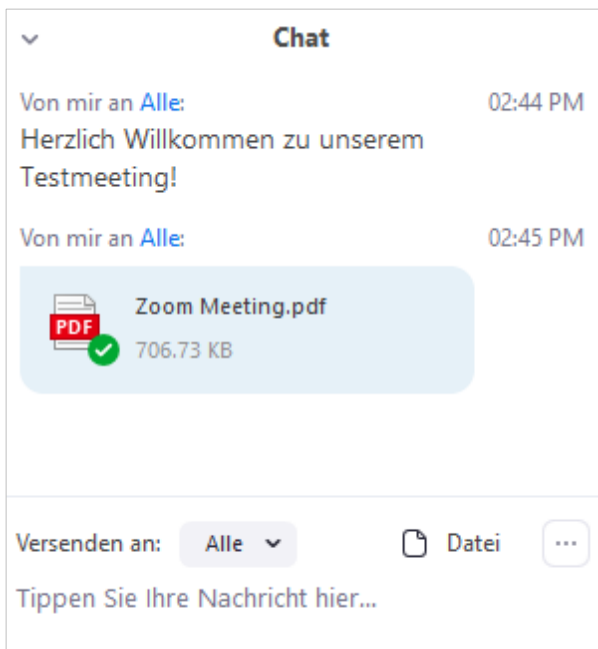 Chat
Von mir an Alle: 02:44 PM
Herzlich Willkommen zu unserem
Testmeeting!
Von mir an Alle: 02:45 PM
Zoom Meeting.pdf
PDF
706.73 KB
Versenden an: Alle Datei ...
Tippen Sie Ihre Nachricht hier...